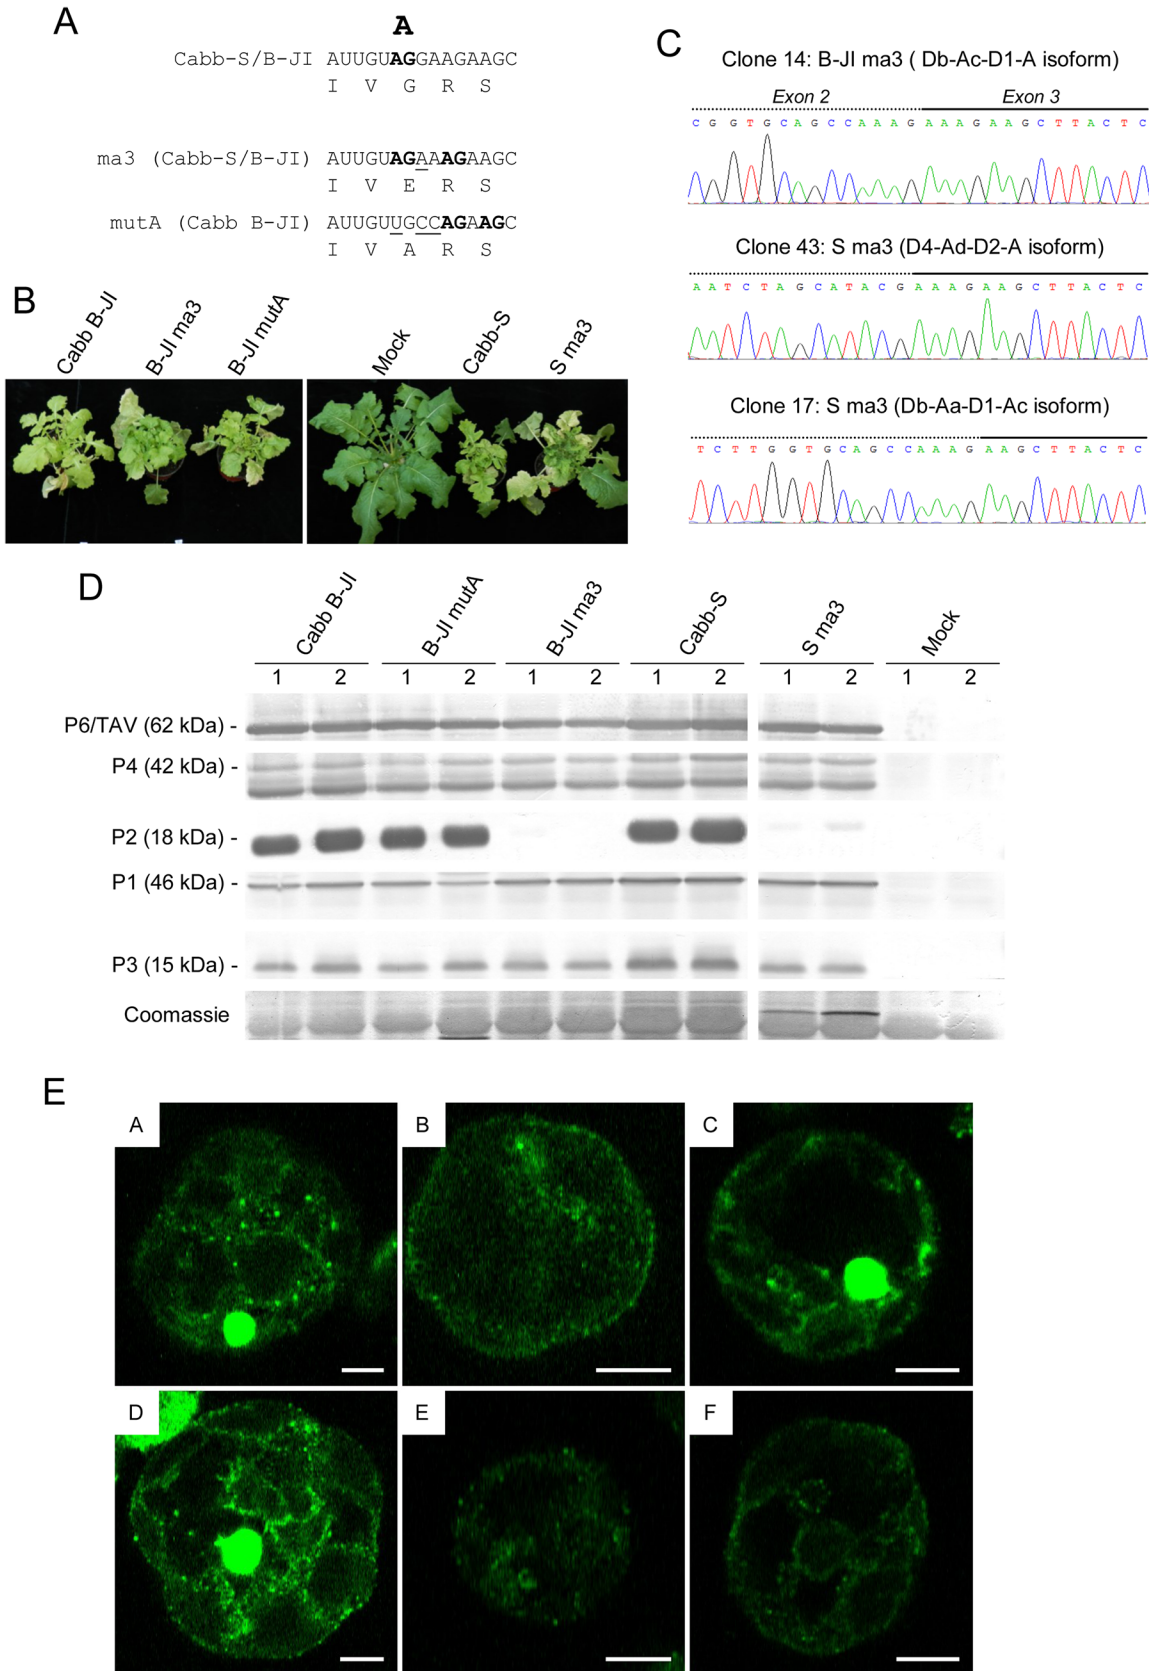 A
A
Cabb-S/B-JI AUUGUAGGAAGAAGC
I V G R S
ma3 (Cabb-S/B-JI) AUUGUAGAAAGAAGC
I V E R S
mutA (Cabb B-JI) AUUGUUGCCAGAAGC
I V A R S
B
Cabb B-JI
B-JI ma3
B-JI mutA
Mock
Cabb-S
S ma3
C
Clone 14: B-JI ma3 ( Db-Ac-D1-A isoform)
Exon 2 Exon 3
C G G T G C A G C C A A A G A A A G A A G C T T A C T C
Clone 43: S ma3 (D4-Ad-D2-A isoform)
A A T C T A G C A T A C G A A A G A A G C T T A C T C
Clone 17: S ma3 (Db-Aa-D1-Ac isoform)
T C T T G G T G C A G C C A A A G A A G C T T A C T C
D
Cabb B-JI
B-JI mutA
B-JI ma3
Cabb-S
S ma3
Mock
1 2 1 2 1 2 1 2 1 2 1 2
P6/TAV (62 kDa) -
P4 (42 kDa) -
P2 (18 kDa) -
P1 (46 kDa) -
P3 (15 kDa) -
Coomassie
E
A
B
C
D
E
F